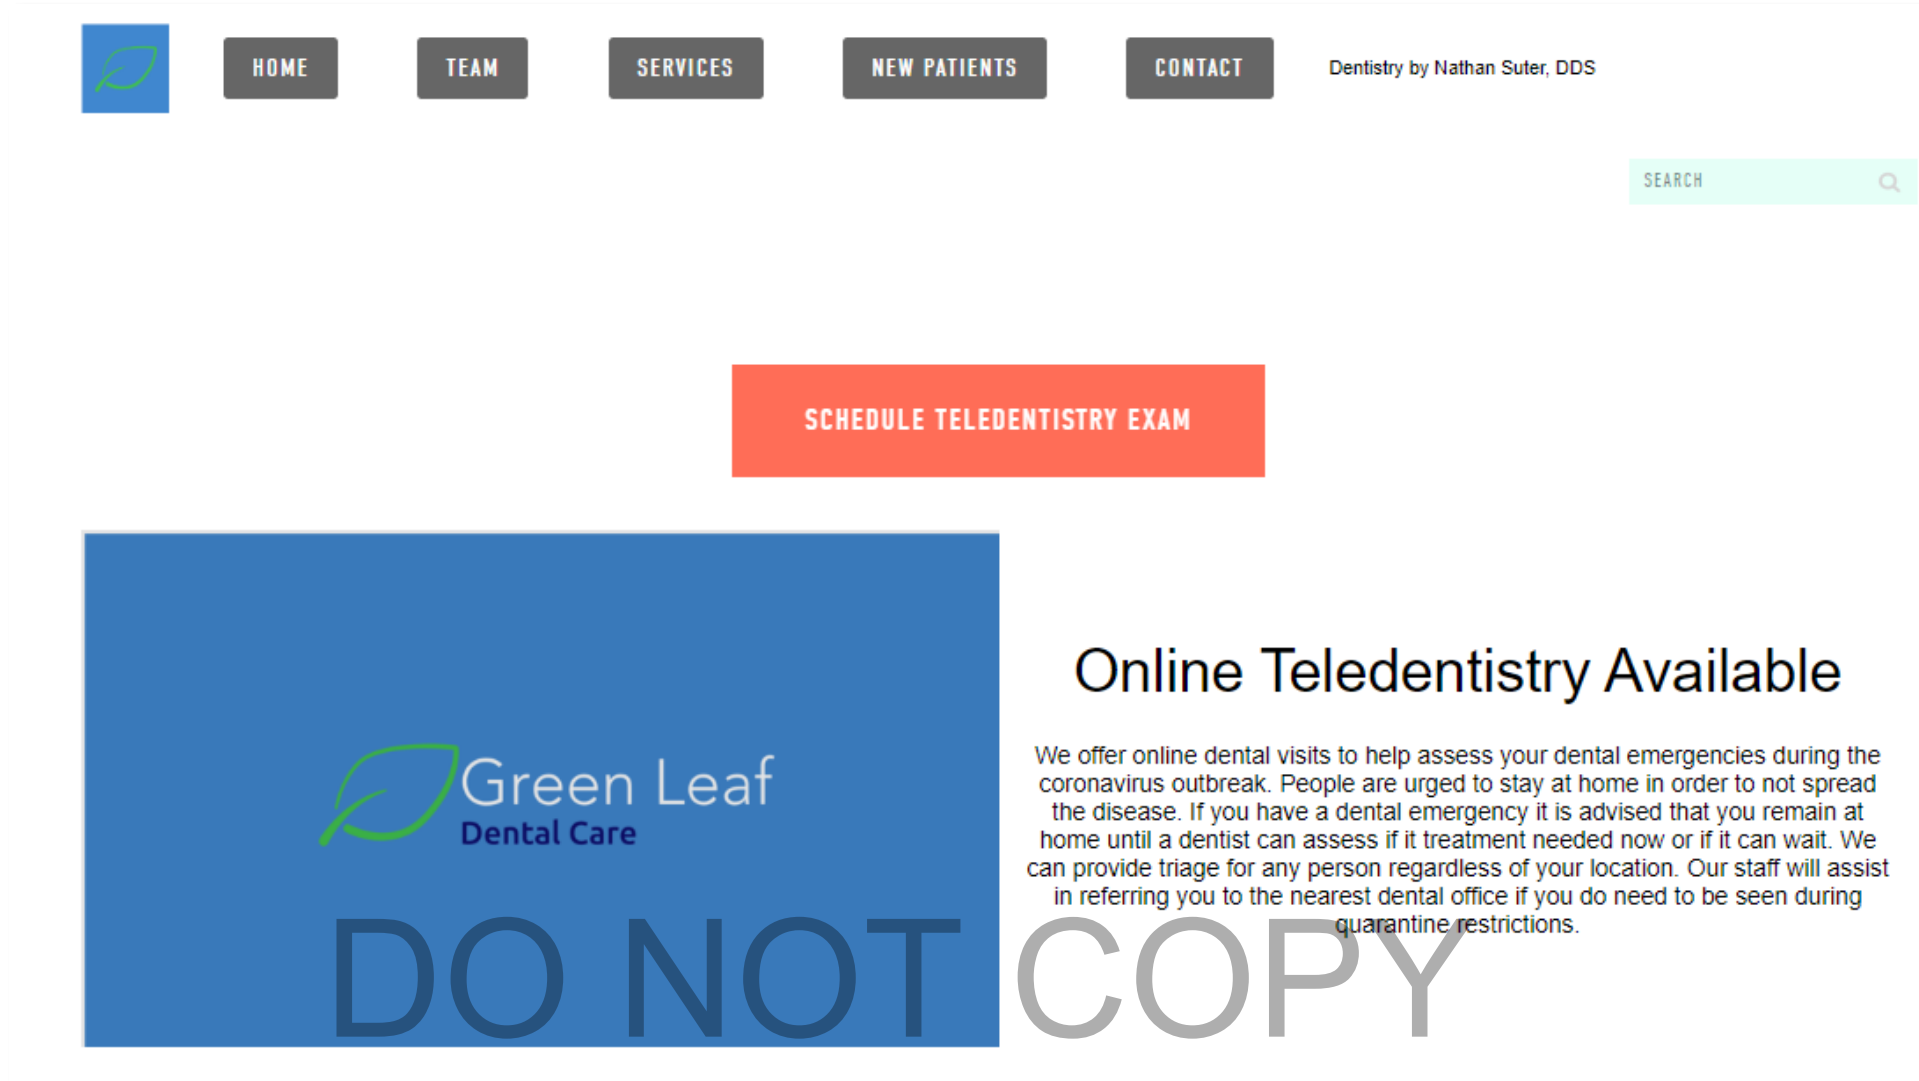 HOME
TEAM
SERVICES
NEW PATIENTS
CONTACT
Dentistry by Nathan Suter, DDS
SEARCH
SCHEDULE TELEDENTISTRY EXAM
Green Leaf
Dental Care
Online Teledentistry Available
We offer online dental visits to help assess your dental emergencies during the
coronavirus outbreak. People are urged to stay at home in order to not spread
the disease. If you have a dental emergency it is advised that you remain at
home until a dentist can assess if it treatment needed now or if it can wait. We
can provide triage for any person regardless of your location. Our staff will assist
in referring you to the nearest dental office if you do need to be seen during
quarantine restrictions.
DO NOT COPY